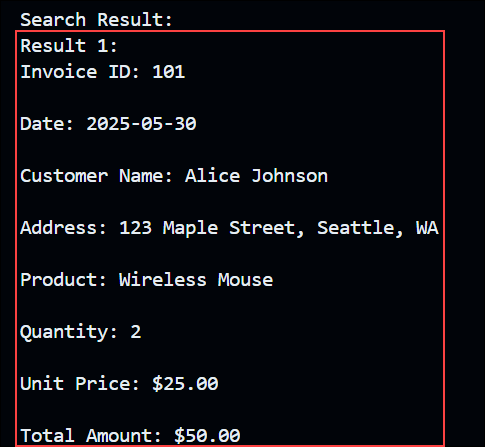 Search Result:
Result 1:
Invoice ID: 101
Date: 2025-05-30
Customer Name: Alice Johnson
Address: 123 Maple Street, Seattle, WA
Product: Wireless Mouse
Quantity: 2
Unit Price: $25.00
Total Amount: $50.00